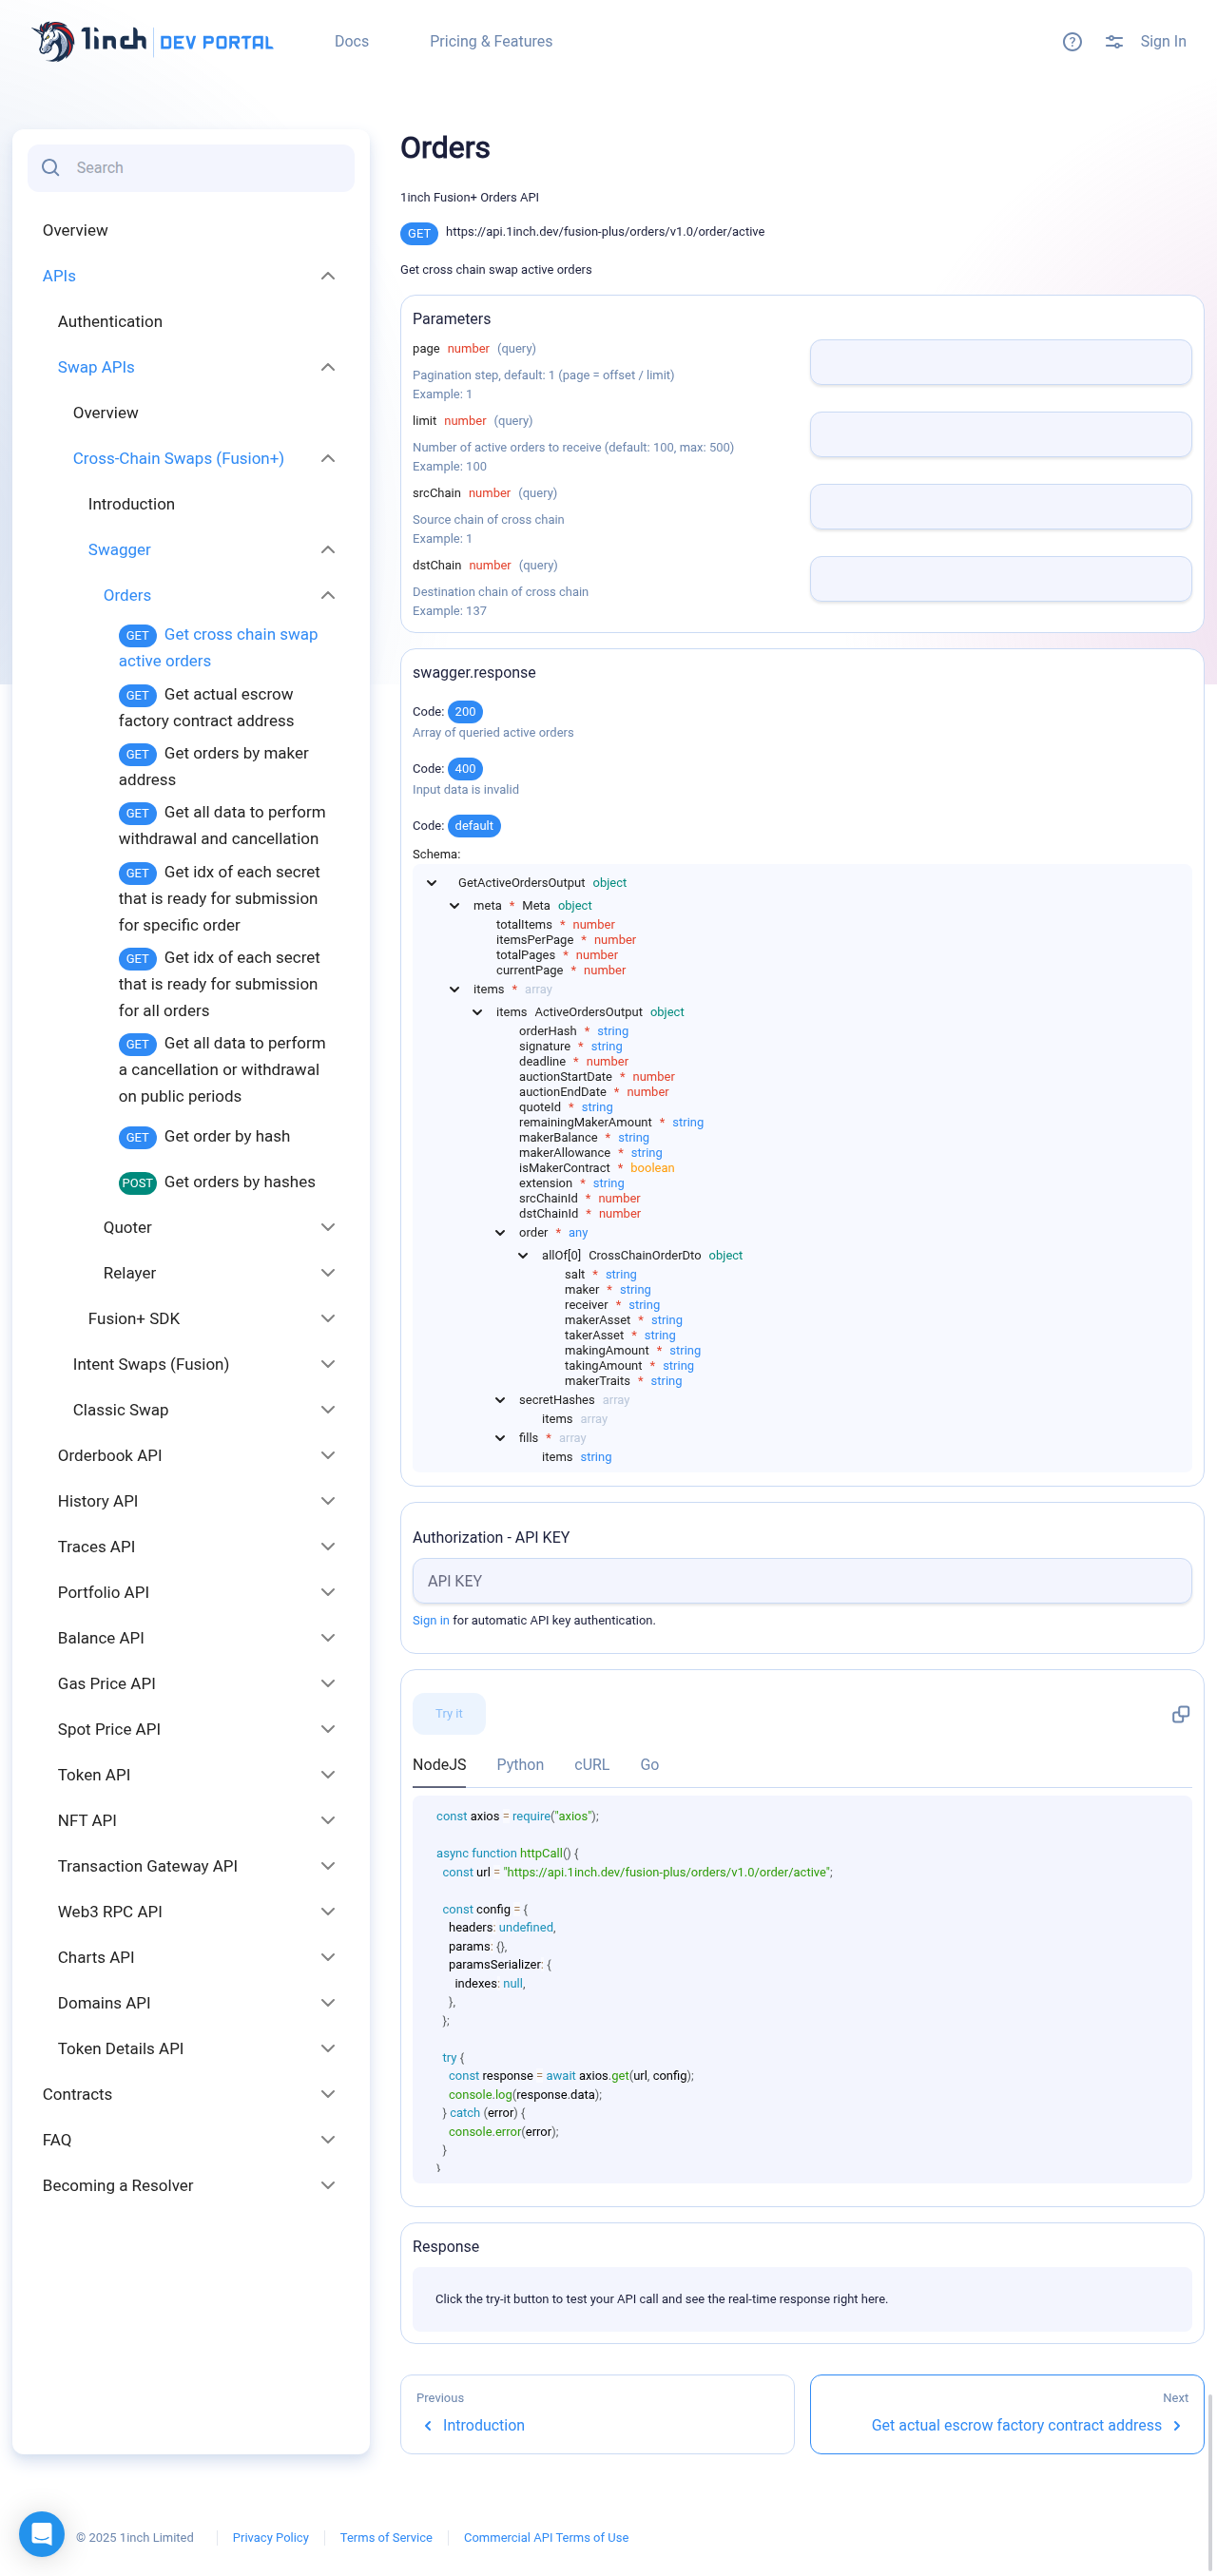 1inch DEV PORTAL
Docs
Pricing & Features
Sign In
Search
Overview
APIs
Authentication
Swap APIs
Overview
Cross-Chain Swaps (Fusion+)
Introduction
Swagger
Orders
GET Get cross chain swap
active orders
GET Get actual escrow
factory contract address
GET Get orders by maker
address
GET Get all data to perform
withdrawal and cancellation
GET Get idx of each secret
that is ready for submission
for specific order
GET Get idx of each secret
that is ready for submission
for all orders
GET Get all data to perform
a cancellation or withdrawal
on public periods
GET Get order by hash
POST Get orders by hashes
Quoter
Relayer
Fusion+ SDK
Intent Swaps (Fusion)
Classic Swap
Orderbook API
History API
Traces API
Portfolio API
Balance API
Gas Price API
Spot Price API
Token API
NFT API
Transaction Gateway API
Web3 RPC API
Charts API
Domains API
Token Details API
Contracts
FAQ
Becoming a Resolver
Orders
1inch Fusion+ Orders API
GET https://api.1inch.dev/fusion-plus/orders/v1.0/order/active
Get cross chain swap active orders
Parameters
page number (query)
Pagination step, default: 1 (page = offset / limit)
Example: 1
limit number (query)
Number of active orders to receive (default: 100, max: 500)
Example: 100
srcChain number (query)
Source chain of cross chain
Example: 1
dstChain number (query)
Destination chain of cross chain
Example: 137
swagger.response
Code: 200
Array of queried active orders
Code: 400
Input data is invalid
Code: default
Schema:
GetActiveOrdersOutput object
meta * Meta object
totalItems * number
itemsPerPage * number
totalPages * number
currentPage * number
items * array
items ActiveOrdersOutput object
orderHash * string
signature * string
deadline * number
auctionStartDate * number
auctionEndDate * number
quoteId * string
remainingMakerAmount * string
makerBalance * string
makerAllowance * string
isMakerContract * boolean
extension * string
srcChainId * number
dstChainId * number
order * any
allOf[0] CrossChainOrderDto object
salt * string
maker * string
receiver * string
makerAsset * string
takerAsset * string
makingAmount * string
takingAmount * string
makerTraits * string
secretHashes array
items array
fills * array
items string
Authorization - API KEY
API KEY
Sign in for automatic API key authentication.
Try it
NodeJS Python cURL Go
const axios = require("axios");
async function httpCall() {
const url = "https://api.1inch.dev/fusion-plus/orders/v1.0/order/active";
const config = {
headers: undefined,
params: {},
paramsSerializer: {
indexes: null,
},
};
try {
const response = await axios.get(url, config);
console.log(response.data);
} catch (error) {
console.error(error);
}
}
Response
Click the try-it button to test your API call and see the real-time response right here.
Previous
Introduction
Next
Get actual escrow factory contract address
© 2025 1inch Limited
Privacy Policy
Terms of Service
Commercial API Terms of Use